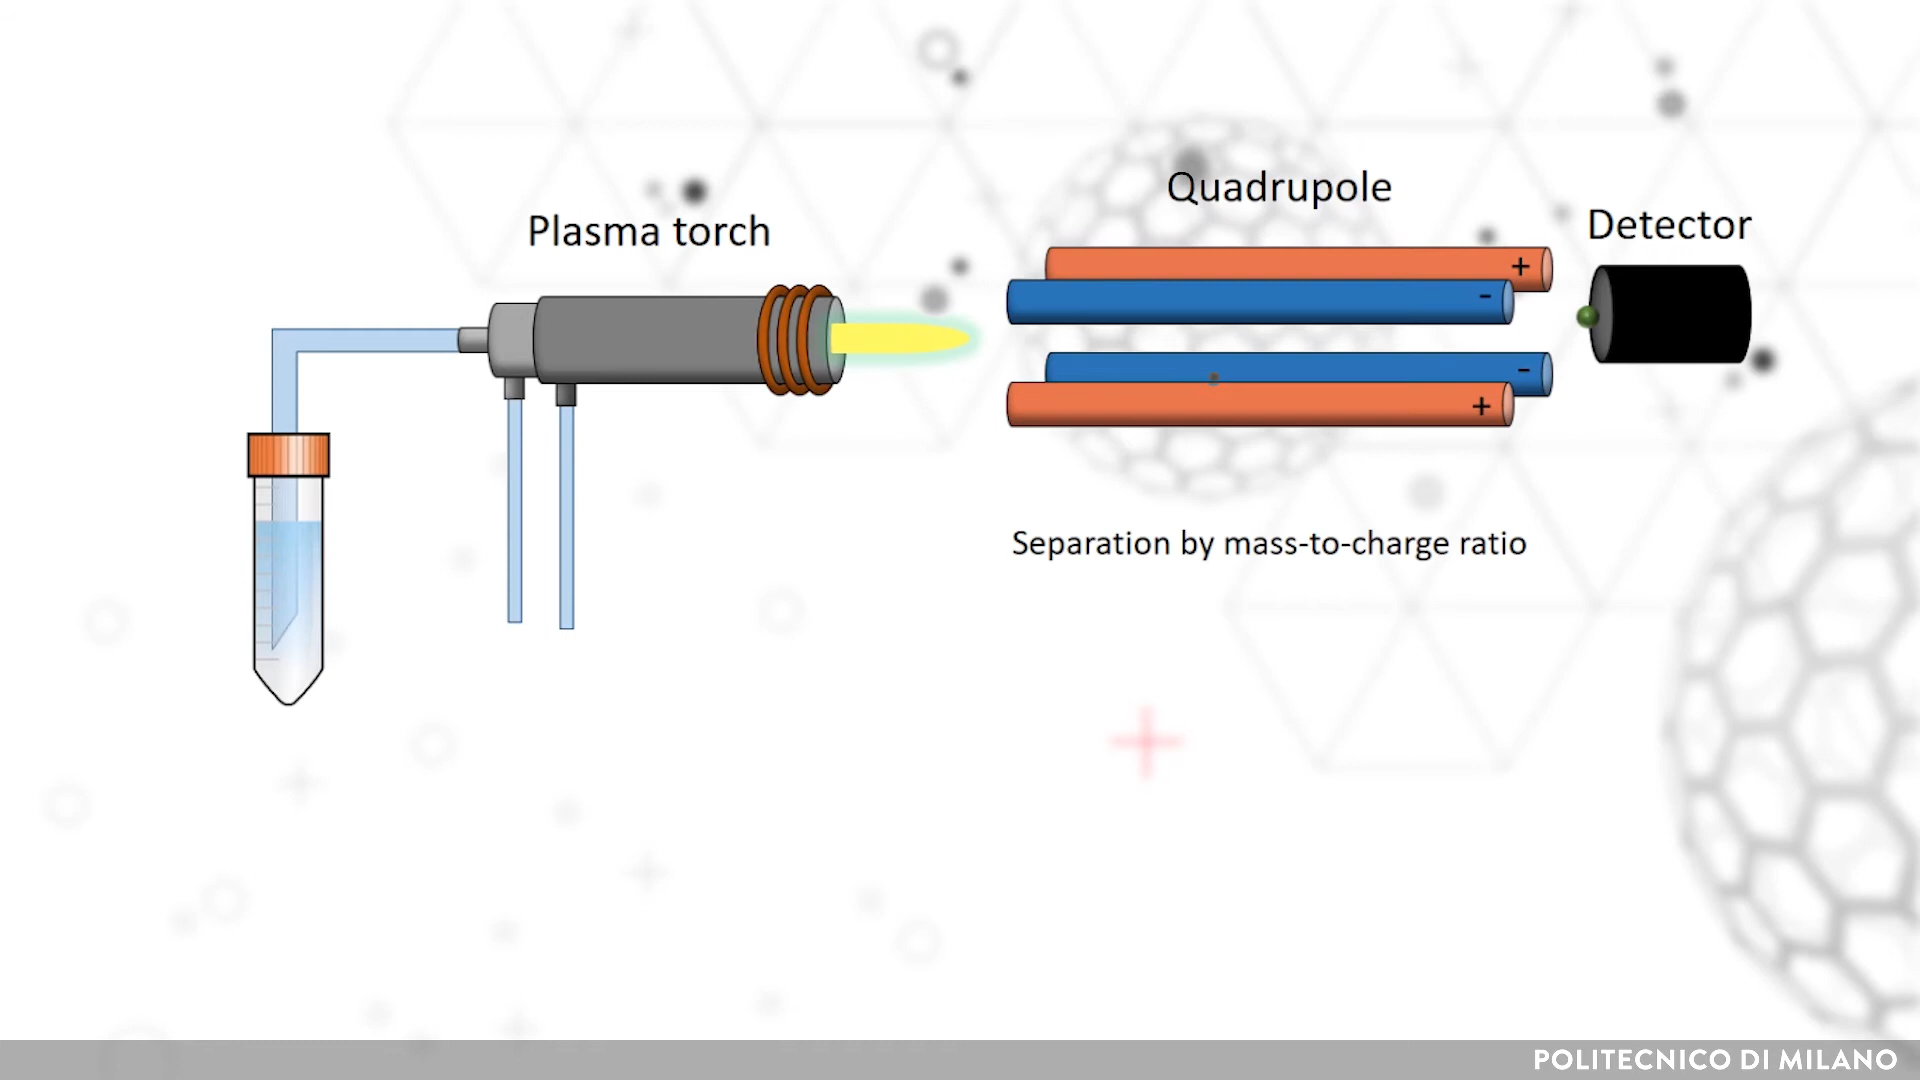 Plasma torch
Quadrupole
Detector
+
-
-
+
Separation by mass-to-charge ratio
POLITECNICO DI MILANO